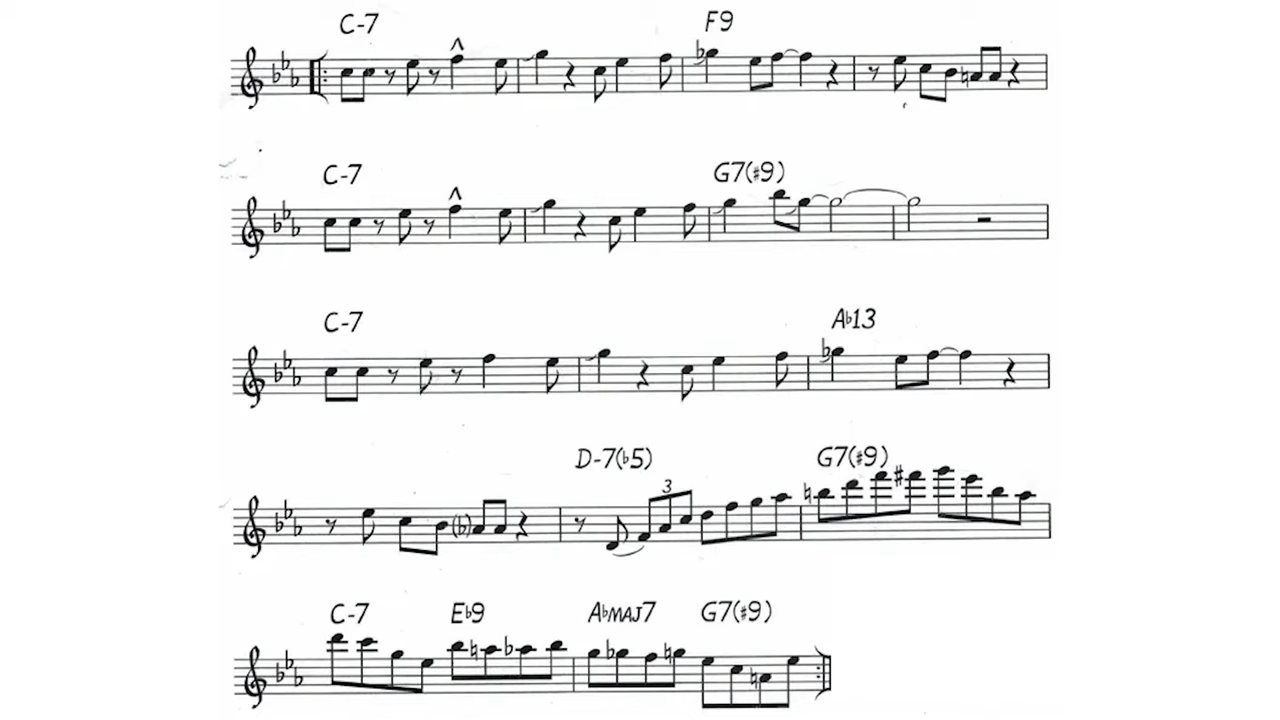 C-7 F9
C-7 G7(♯9)
C-7 A♭13
D-7(♭5) G7(♯9)
(♭) 3
C-7 E♭9 A♭MAJ7 G7(♯9)